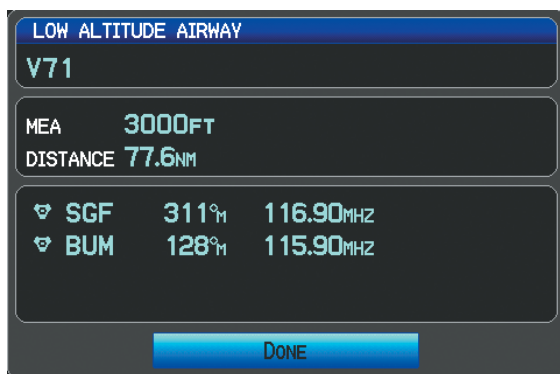 LOW ALTITUDE AIRWAY
V71
MEA 3000FT
DISTANCE 77.6NM
SGF 311°M 116.90MHZ
BUM 128°M 115.90MHZ
DONE